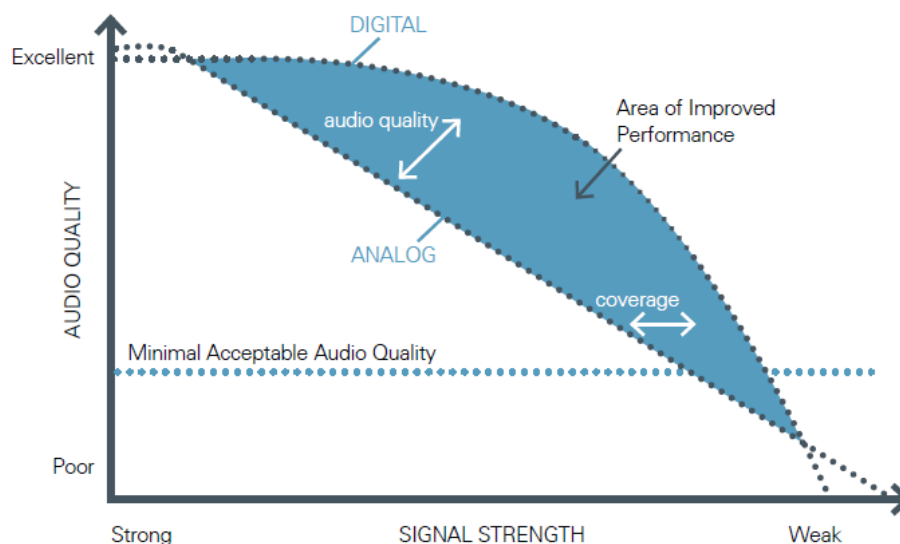 DIGITAL
Excellent
audio quality
Area of Improved
Performance
AUDIO QUALITY
ANALOG
coverage
Minimal Acceptable Audio Quality
Poor
Strong
SIGNAL STRENGTH
Weak